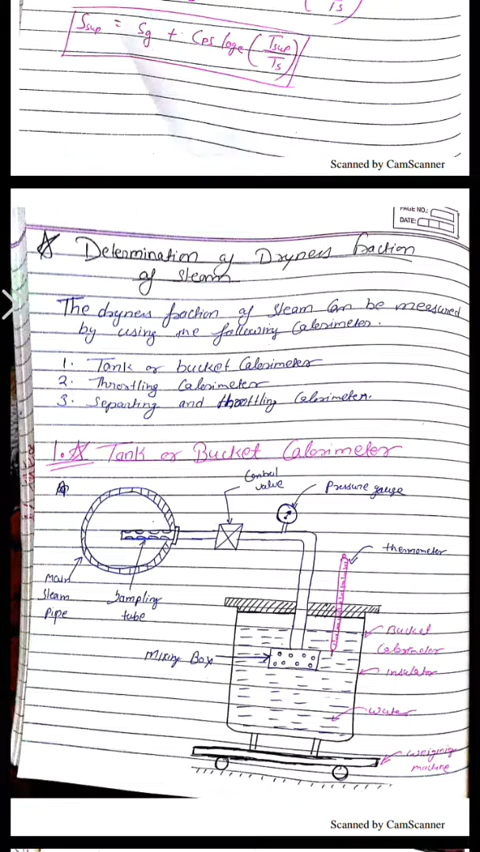 Ssup = Sg + Cps loge (Tsup/Ts)
Scanned by CamScanner
PAGE NO.:
DATE:
Determination of Dryness fraction
of steam
The dryness fraction of steam can be measured
by using the following Calorimeter.
1. Tank or bucket Calorimeter
2. Throttling Calorimeter
3. Separting and throttling Calorimeter.
1. Tank or Bucket Calorimeter
Control
valve
Pressure gauge
thermometer
main
steam
pipe
Sampling
tube
Mixing Box
Bucket
Calorimeter
insulator
water
weiging
machine
Scanned by CamScanner